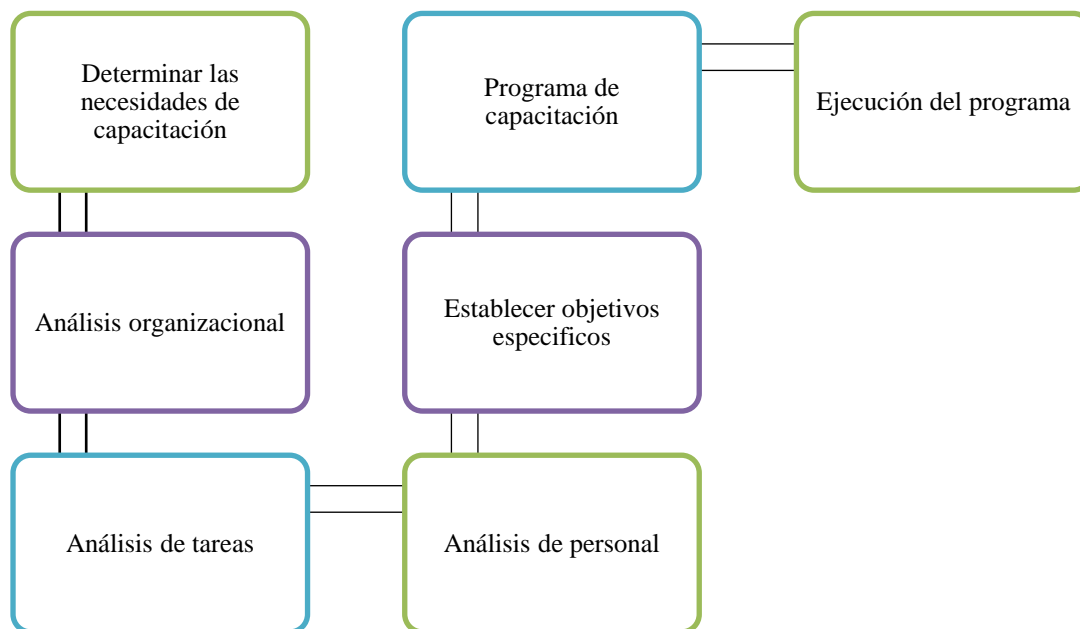 Determinar las
necesidades de
capacitación
Análisis organizacional
Análisis de tareas
Análisis de personal
Establecer objetivos
especificos
Programa de
capacitación
Ejecución del programa